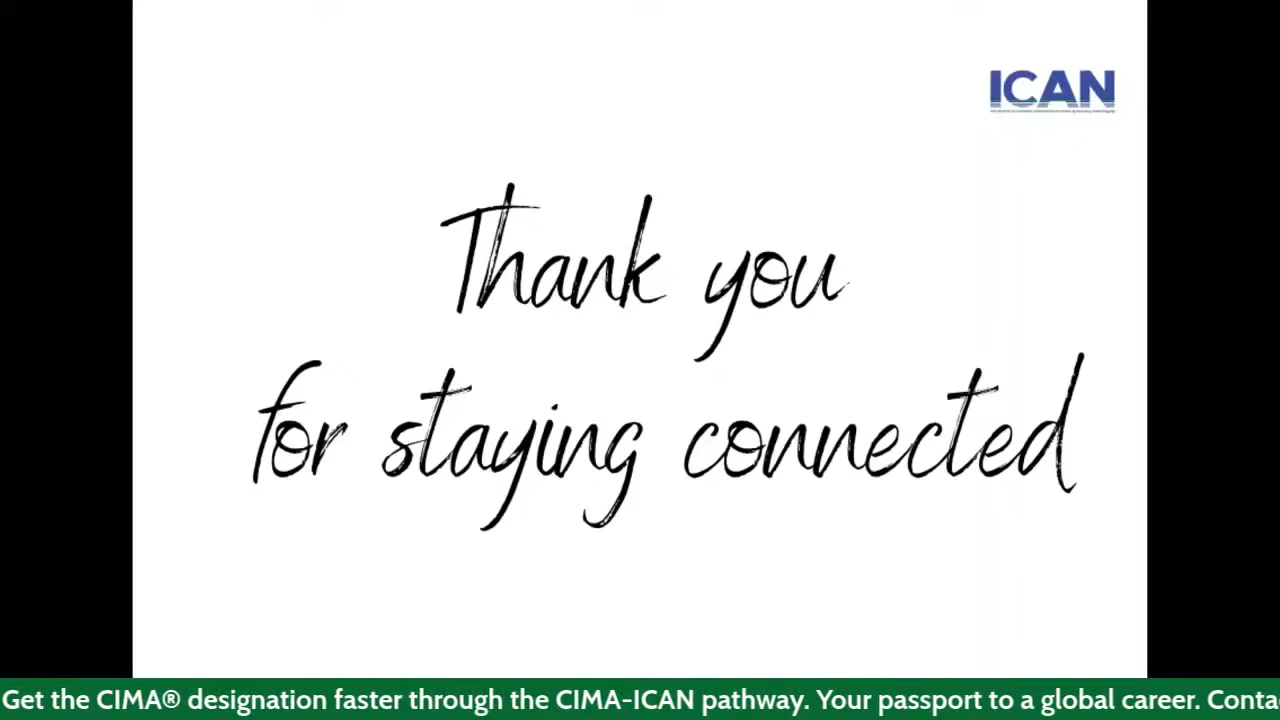 ICAN
Thank you
for staying connected
Get the CIMA® designation faster through the CIMA-ICAN pathway. Your passport to a global career. Conta